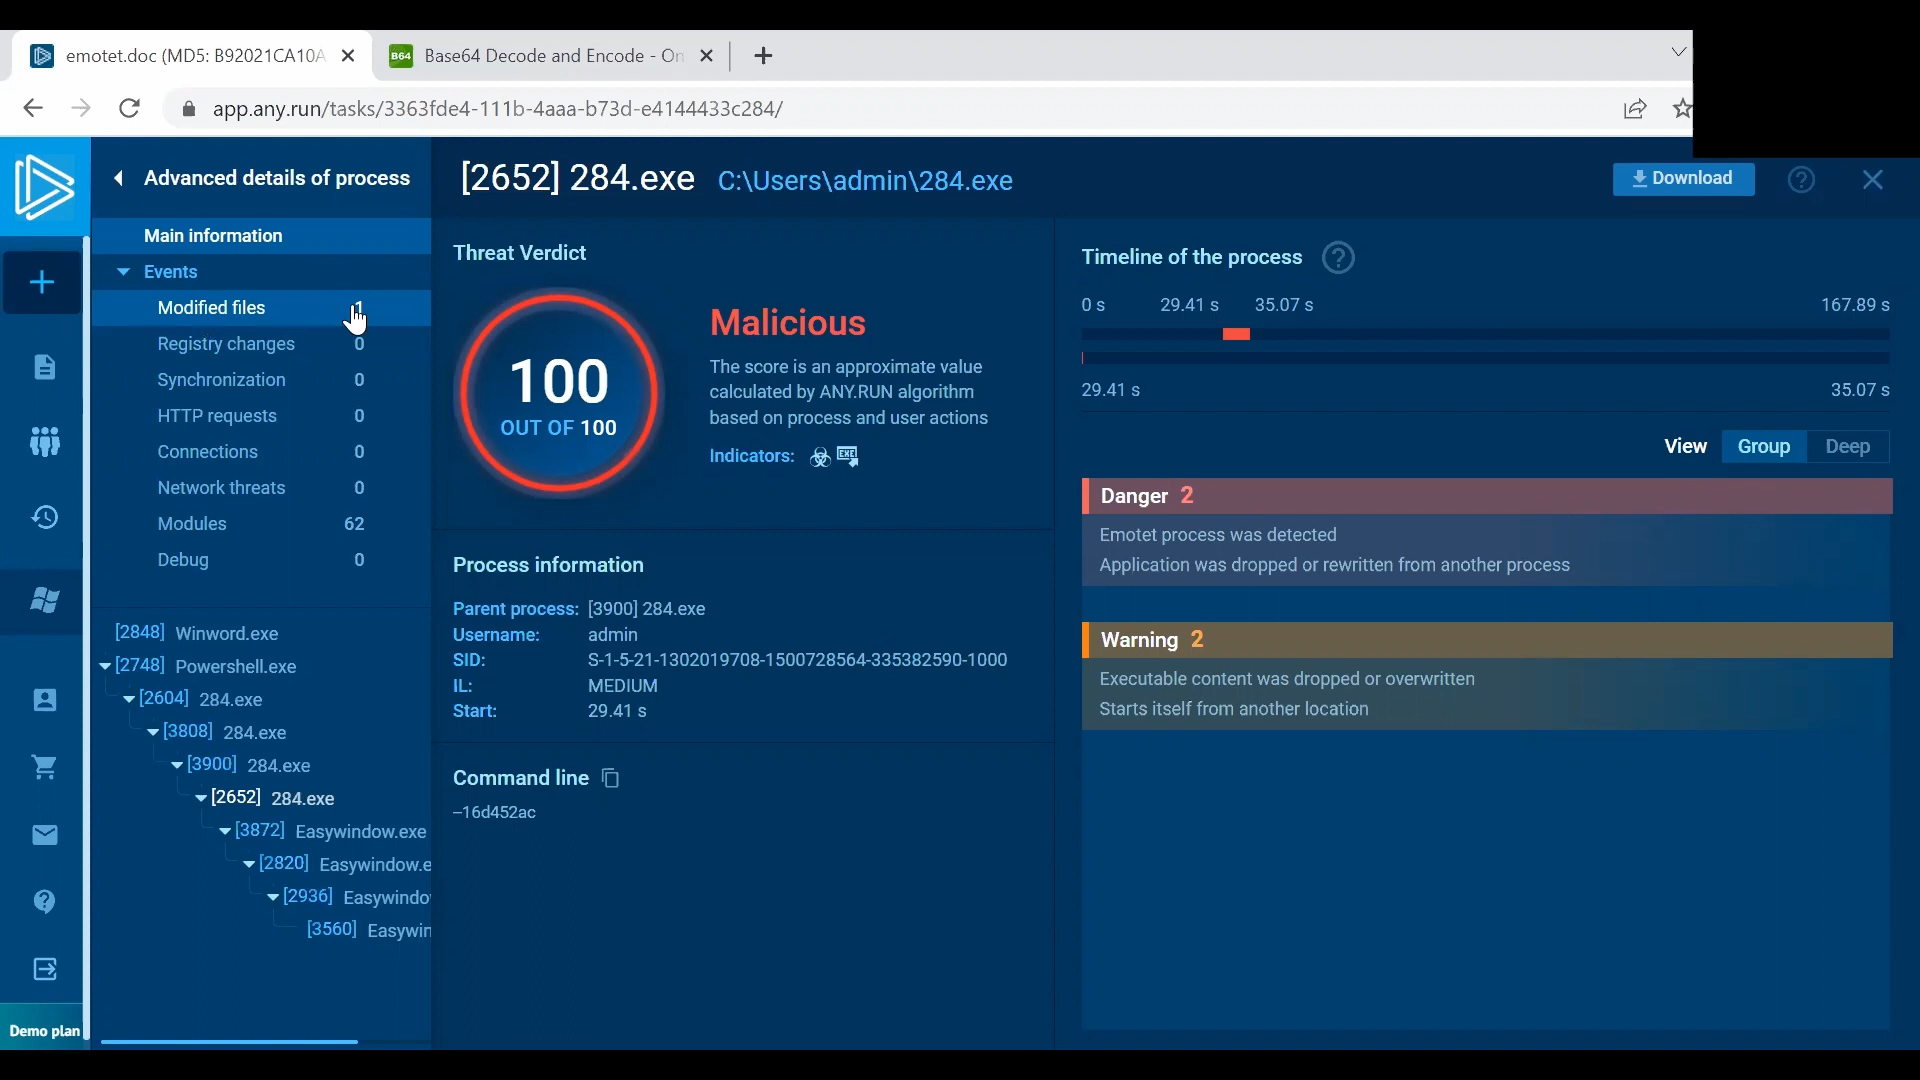 emotet.doc (MD5: B92021CA10A
B64 Base64 Decode and Encode - On
app.any.run/tasks/3363fde4-111b-4aaa-b73d-e4144433c284/
Advanced details of process
Main information
Events
Modified files 1
Registry changes 0
Synchronization 0
HTTP requests 0
Connections 0
Network threats 0
Modules 62
Debug 0
[2848] Winword.exe
[2748] Powershell.exe
[2604] 284.exe
[3808] 284.exe
[3900] 284.exe
[2652] 284.exe
[3872] Easywindow.exe
[2820] Easywindow.e
[2936] Easywindo
[3560] Easywin
Demo plan
[2652] 284.exe C:\Users\admin\284.exe
Download
Threat Verdict
100
OUT OF 100
Malicious
The score is an approximate value
calculated by ANY.RUN algorithm
based on process and user actions
Indicators:
EXE
Process information
Parent process: [3900] 284.exe
Username: admin
SID: S-1-5-21-1302019708-1500728564-335382590-1000
IL: MEDIUM
Start: 29.41 s
Command line
–16d452ac
Timeline of the process ?
0 s 29.41 s 35.07 s 167.89 s
29.41 s 35.07 s
View Group Deep
Danger 2
Emotet process was detected
Application was dropped or rewritten from another process
Warning 2
Executable content was dropped or overwritten
Starts itself from another location